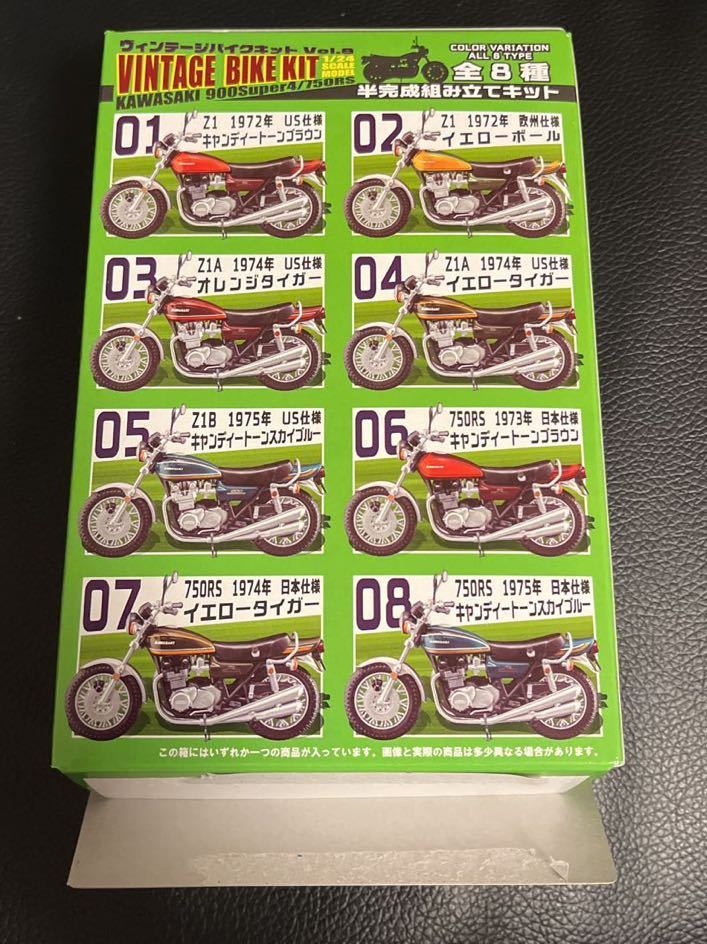 ヴィンテージバイクキット Vol.8
VINTAGE BIKE KIT
1/24
SCALE
MODEL
KAWASAKI 900Super4/750RS
COLOR VARIATION
ALL 8 TYPE
全8種
半完成組み立てキット
01
Z1 1972年 US仕様
キャンディートーンブラウン
02
Z1 1972年 欧州仕様
イエローボール
03
Z1A 1974年 US仕様
オレンジタイガー
04
Z1A 1974年 US仕様
イエロータイガー
05
Z1B 1975年 US仕様
キャンディートーンスカイブルー
06
750RS 1973年 日本仕様
キャンディートーンブラウン
07
750RS 1974年 日本仕様
イエロータイガー
08
750RS 1975年 日本仕様
キャンディートーンスカイブルー
この箱にはいずれか一つの商品が入っています。画像と実際の商品は多少異なる場合があります。